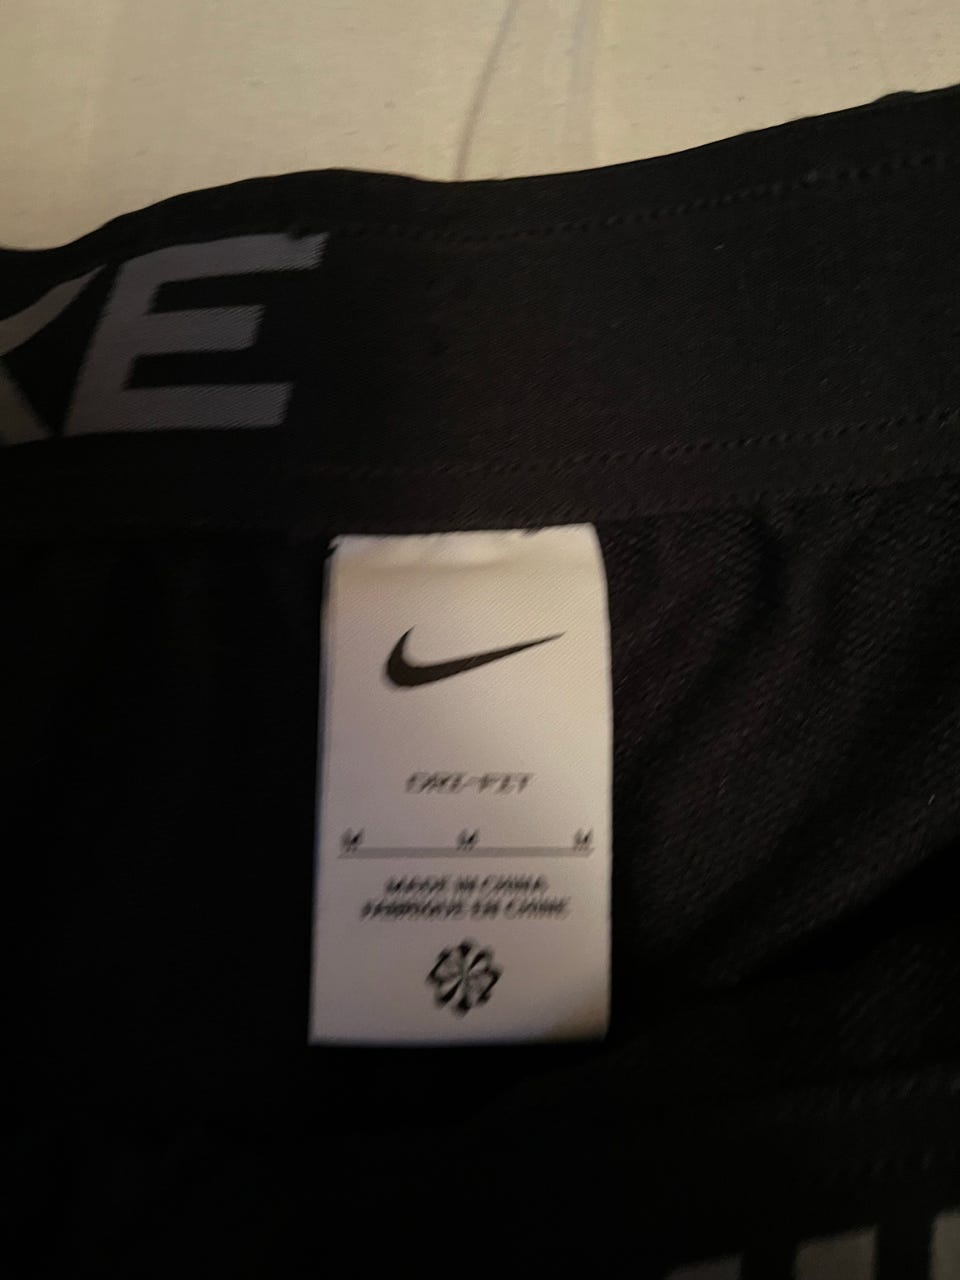 KE
DRI-FIT
M M M
MADE IN CHINA
FABRIQUÉ EN CHINE